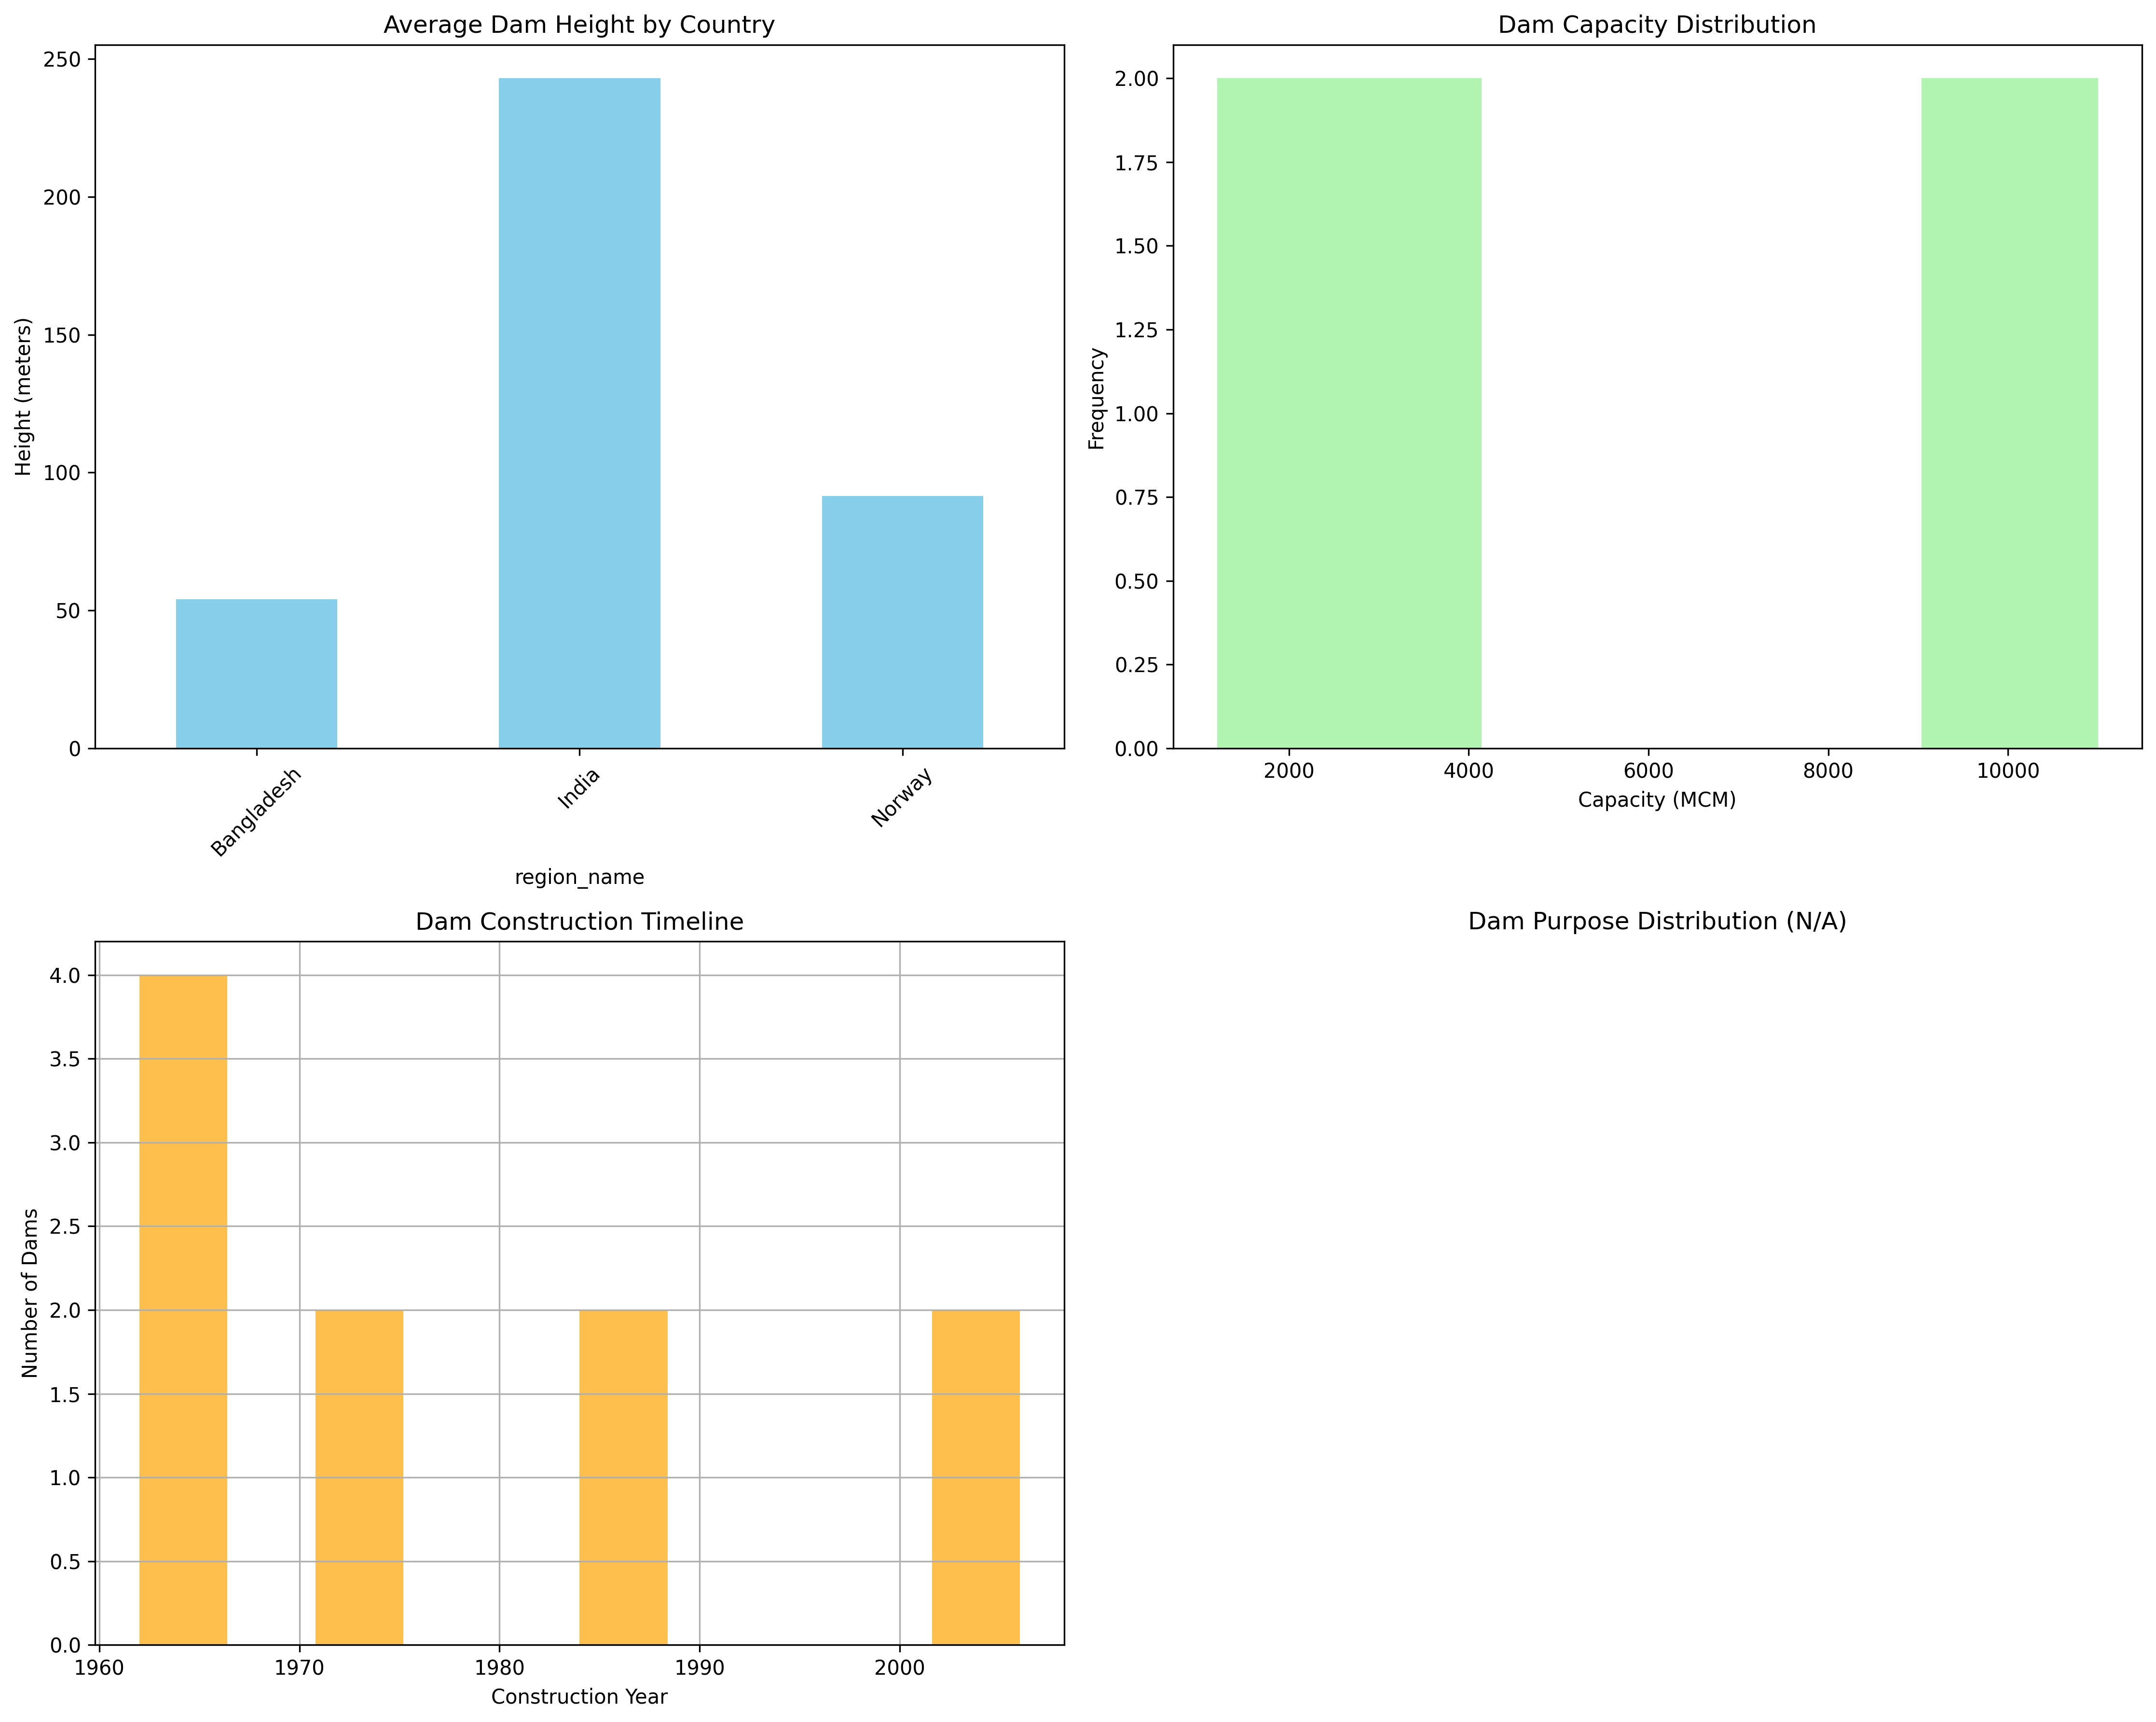 Average Dam Height by Country
250
200
150
100
50
0
Height (meters)
Bangladesh
India
Norway
region_name
Dam Capacity Distribution
2.00
1.75
1.50
1.25
1.00
0.75
0.50
0.25
0.00
Frequency
2000
4000
6000
8000
10000
Capacity (MCM)
Dam Construction Timeline
4.0
3.5
3.0
2.5
2.0
1.5
1.0
0.5
0.0
Number of Dams
1960
1970
1980
1990
2000
Construction Year
Dam Purpose Distribution (N/A)